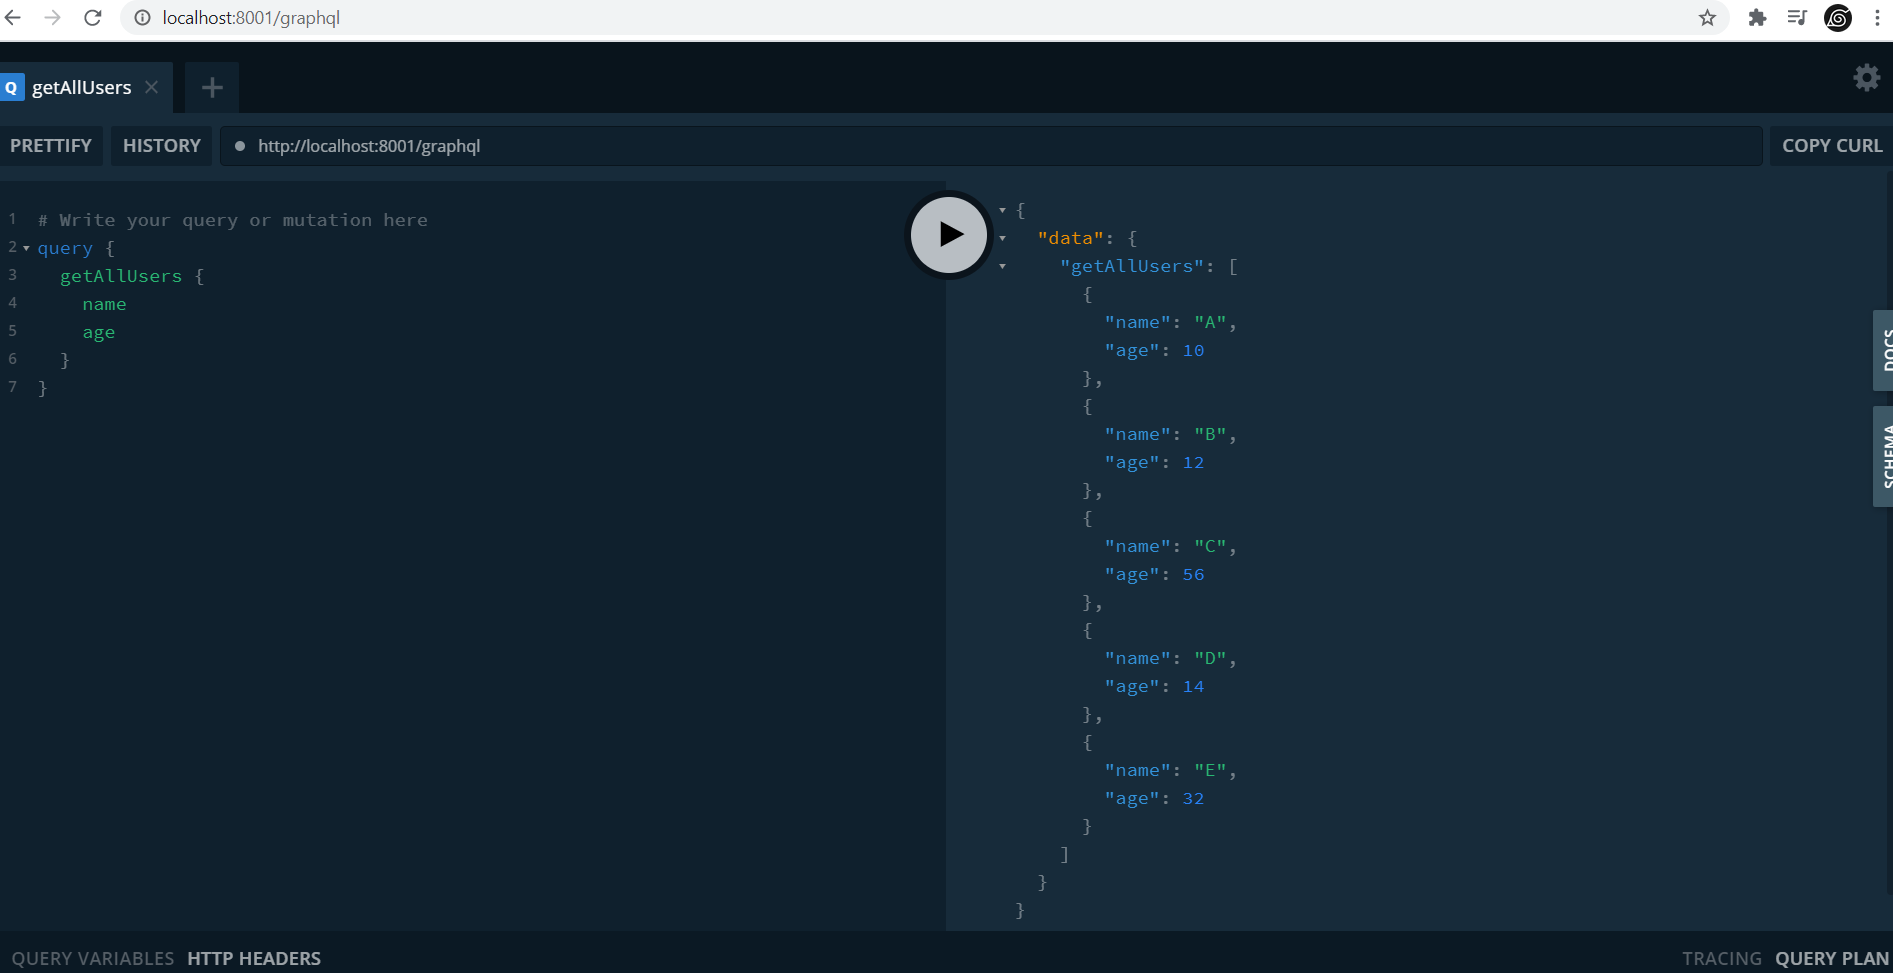 localhost:8001/graphql
Q getAllUsers
PRETTIFY HISTORY http://localhost:8001/graphql COPY CURL
1 # Write your query or mutation here
2 query {
3 getAllUsers {
4 name
5 age
6 }
7 }
{
"data": {
"getAllUsers": [
{
"name": "A",
"age": 10
},
{
"name": "B",
"age": 12
},
{
"name": "C",
"age": 56
},
{
"name": "D",
"age": 14
},
{
"name": "E",
"age": 32
}
]
}
}
DOCS
SCHEMA
QUERY VARIABLES HTTP HEADERS TRACING QUERY PLAN